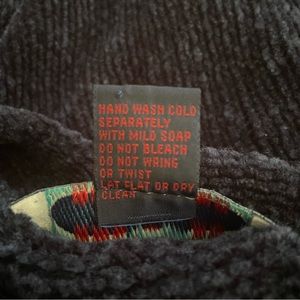 HAND WASH COLD
SEPARATELY
WITH MILD SOAP
DO NOT BLEACH
DO NOT WRING
OR TWIST
LAT FLAT OR DRY
CLEAN